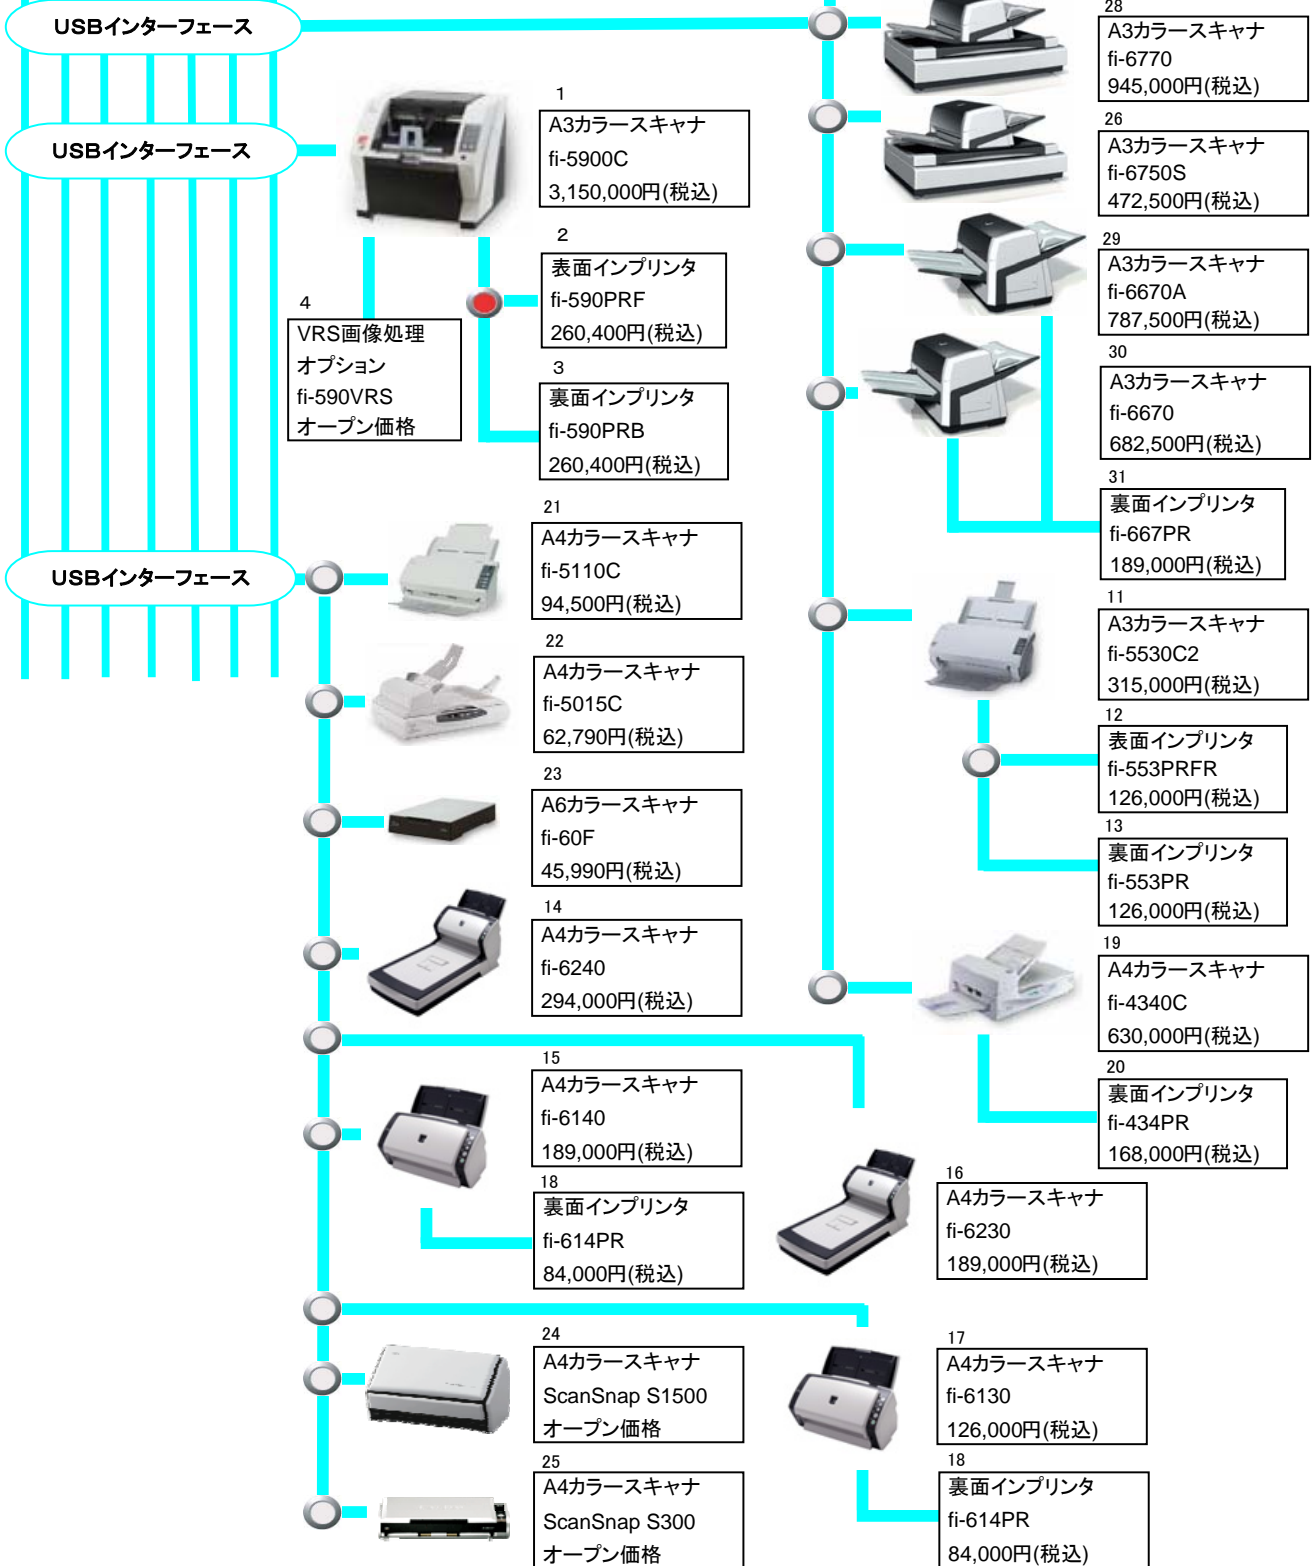 USBインターフェース
28
A3カラースキャナ
fi-6770
945,000円(税込)
USBインターフェース
1
A3カラースキャナ
fi-5900C
3,150,000円(税込)
26
A3カラースキャナ
fi-6750S
472,500円(税込)
2
表面インプリンタ
fi-590PRF
260,400円(税込)
29
A3カラースキャナ
fi-6670A
787,500円(税込)
4
VRS画像処理
オプション
fi-590VRS
オープン価格
3
裏面インプリンタ
fi-590PRB
260,400円(税込)
30
A3カラースキャナ
fi-6670
682,500円(税込)
31
裏面インプリンタ
fi-667PR
189,000円(税込)
USBインターフェース
21
A4カラースキャナ
fi-5110C
94,500円(税込)
11
A3カラースキャナ
fi-5530C2
315,000円(税込)
22
A4カラースキャナ
fi-5015C
62,790円(税込)
12
表面インプリンタ
fi-553PRFR
126,000円(税込)
23
A6カラースキャナ
fi-60F
45,990円(税込)
13
裏面インプリンタ
fi-553PR
126,000円(税込)
14
A4カラースキャナ
fi-6240
294,000円(税込)
19
A4カラースキャナ
fi-4340C
630,000円(税込)
15
A4カラースキャナ
fi-6140
189,000円(税込)
20
裏面インプリンタ
fi-434PR
168,000円(税込)
18
裏面インプリンタ
fi-614PR
84,000円(税込)
16
A4カラースキャナ
fi-6230
189,000円(税込)
24
A4カラースキャナ
ScanSnap S1500
オープン価格
17
A4カラースキャナ
fi-6130
126,000円(税込)
25
A4カラースキャナ
ScanSnap S300
オープン価格
18
裏面インプリンタ
fi-614PR
84,000円(税込)